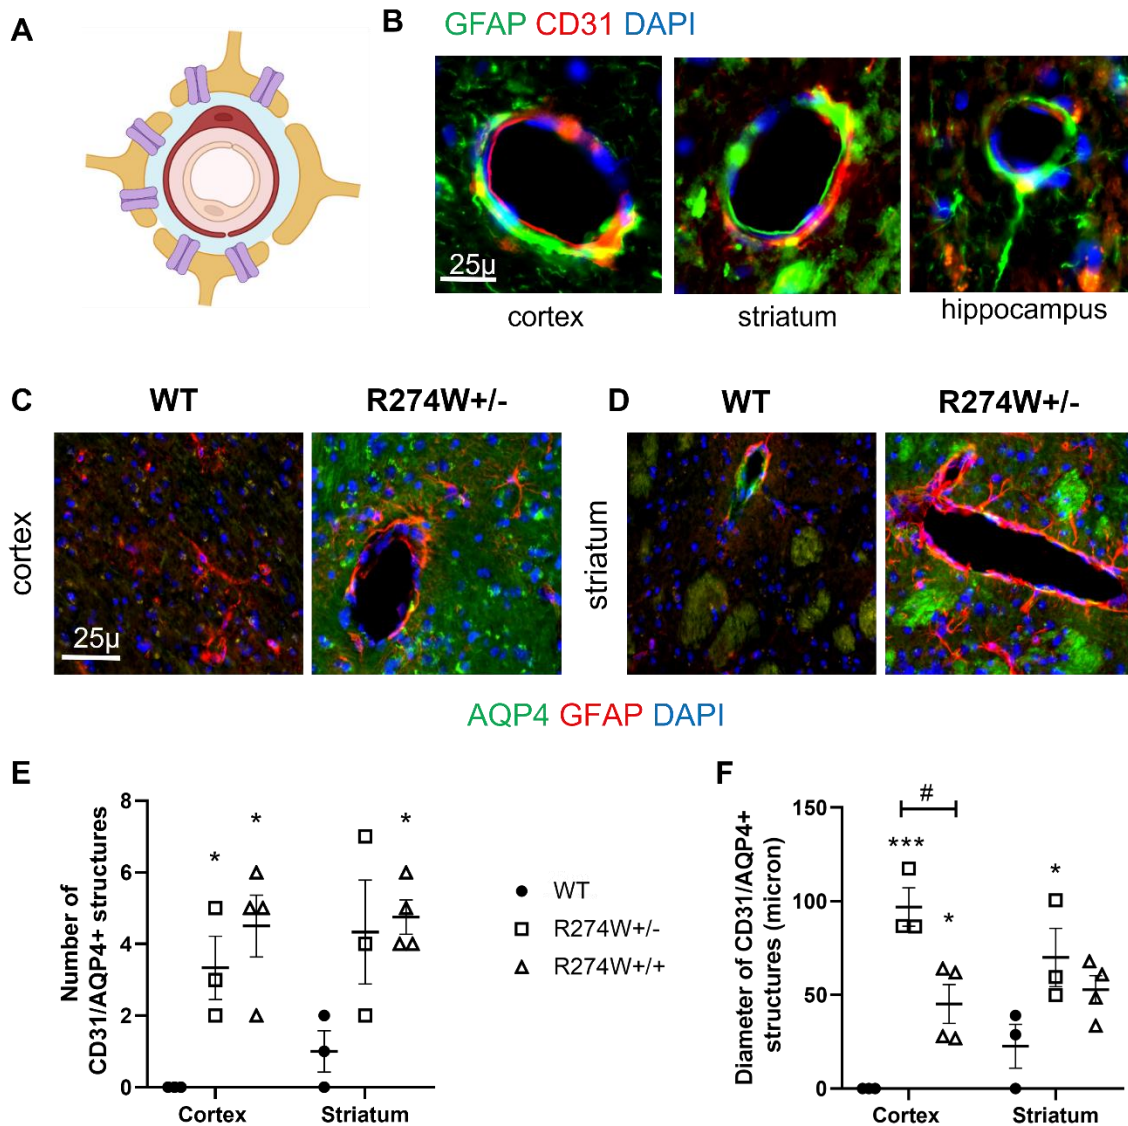 A
B
GFAP CD31 DAPI
25µ
cortex
striatum
hippocampus
C
WT
R274W+/-
D
WT
R274W+/-
cortex
25µ
striatum
AQP4 GFAP DAPI
E
Number of
CD31/AQP4+ structures
8
6
4
2
0
*
*
*
Cortex
Striatum
WT
R274W+/-
R274W+/+
F
Diameter of CD31/AQP4+
structures (micron)
150
100
50
0
#
***
*
*
Cortex
Striatum